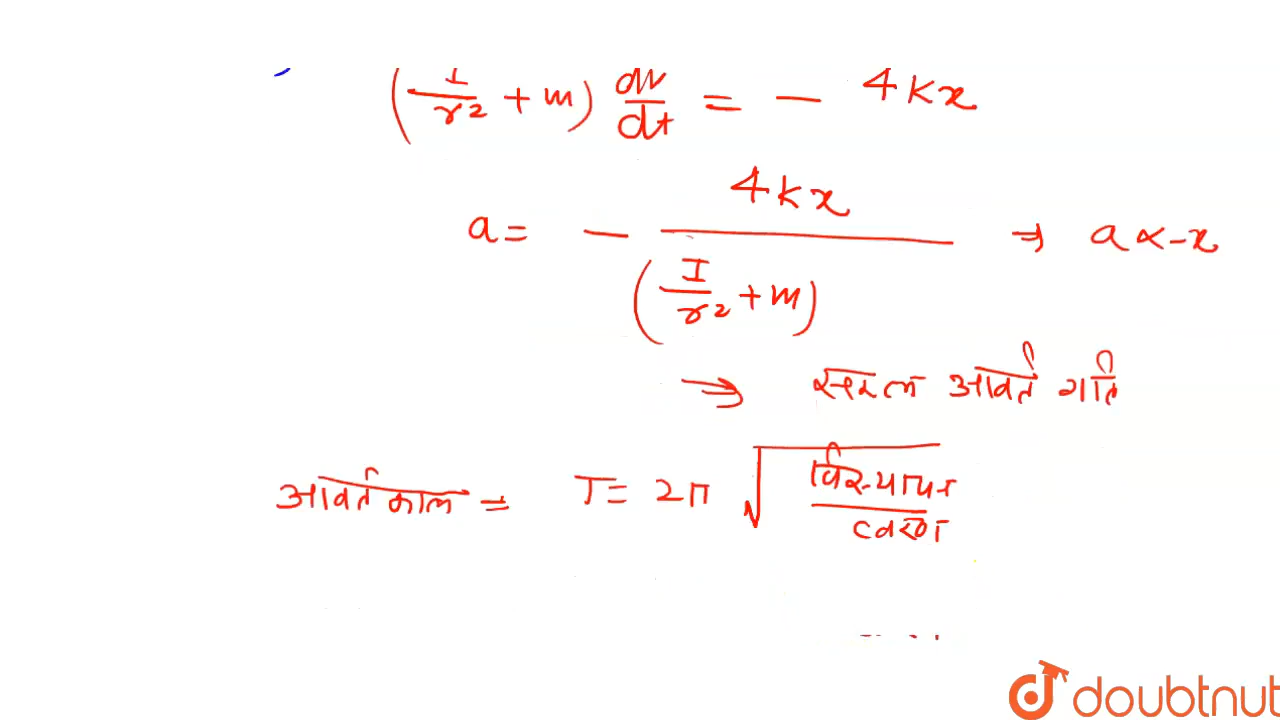 (I/r² + m) dv/dt = - 4kx
a = - 4kx / (I/r² + m) ⇒ a ∝ -x
⇒ सरल आवर्त गति
आवर्तकाल = T = 2π √(विस्थापन / त्वरण)
doubtnut